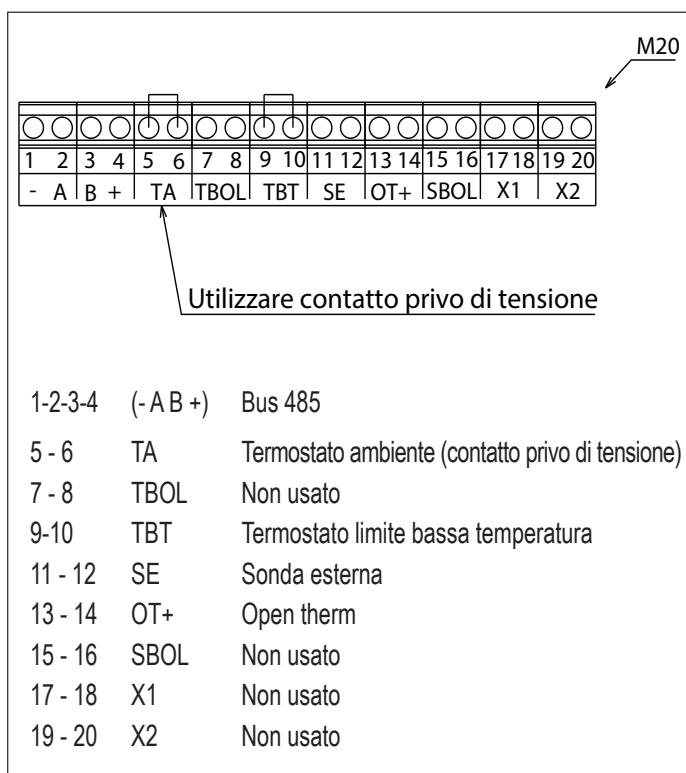 M20
1 2 3 4 5 6 7 8 9 10 11 12 13 14 15 16 17 18 19 20
- A B + TA TBOL TBT SE OT+ SBOL X1 X2
Utilizzare contatto privo di tensione
1-2-3-4 (- A B +) Bus 485
5 - 6 TA Termostato ambiente (contatto privo di tensione)
7 - 8 TBOL Non usato
9-10 TBT Termostato limite bassa temperatura
11 - 12 SE Sonda esterna
13 - 14 OT+ Open therm
15 - 16 SBOL Non usato
17 - 18 X1 Non usato
19 - 20 X2 Non usato